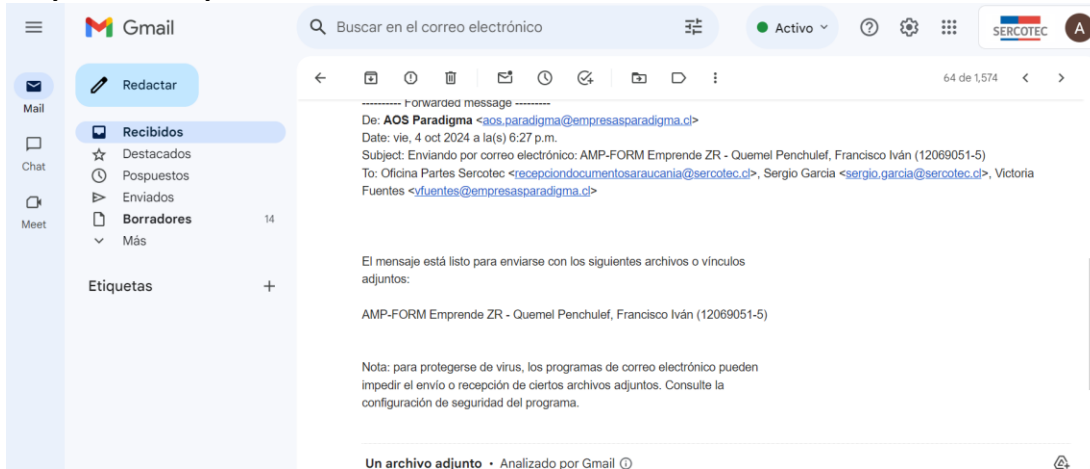 Gmail
Buscar en el correo electrónico
Activo
SERCOTEC
A
Mail
Chat
Meet
Redactar
Recibidos
Destacados
Pospuestos
Enviados
Borradores 14
Más
Etiquetas +
64 de 1,574
---------- Forwarded message ---------
De: AOS Paradigma <aos.paradigma@empresasparadigma.cl>
Date: vie, 4 oct 2024 a la(s) 6:27 p.m.
Subject: Enviando por correo electrónico: AMP-FORM Emprende ZR - Quemel Penchulef, Francisco Iván (12069051-5)
To: Oficina Partes Sercotec <recepciondocumentosaraucania@sercotec.cl>, Sergio Garcia <sergio.garcia@sercotec.cl>, Victoria
Fuentes <vfuentes@empresasparadigma.cl>
El mensaje está listo para enviarse con los siguientes archivos o vínculos
adjuntos:
AMP-FORM Emprende ZR - Quemel Penchulef, Francisco Iván (12069051-5)
Nota: para protegerse de virus, los programas de correo electrónico pueden
impedir el envío o recepción de ciertos archivos adjuntos. Consulte la
configuración de seguridad del programa.
Un archivo adjunto • Analizado por Gmail